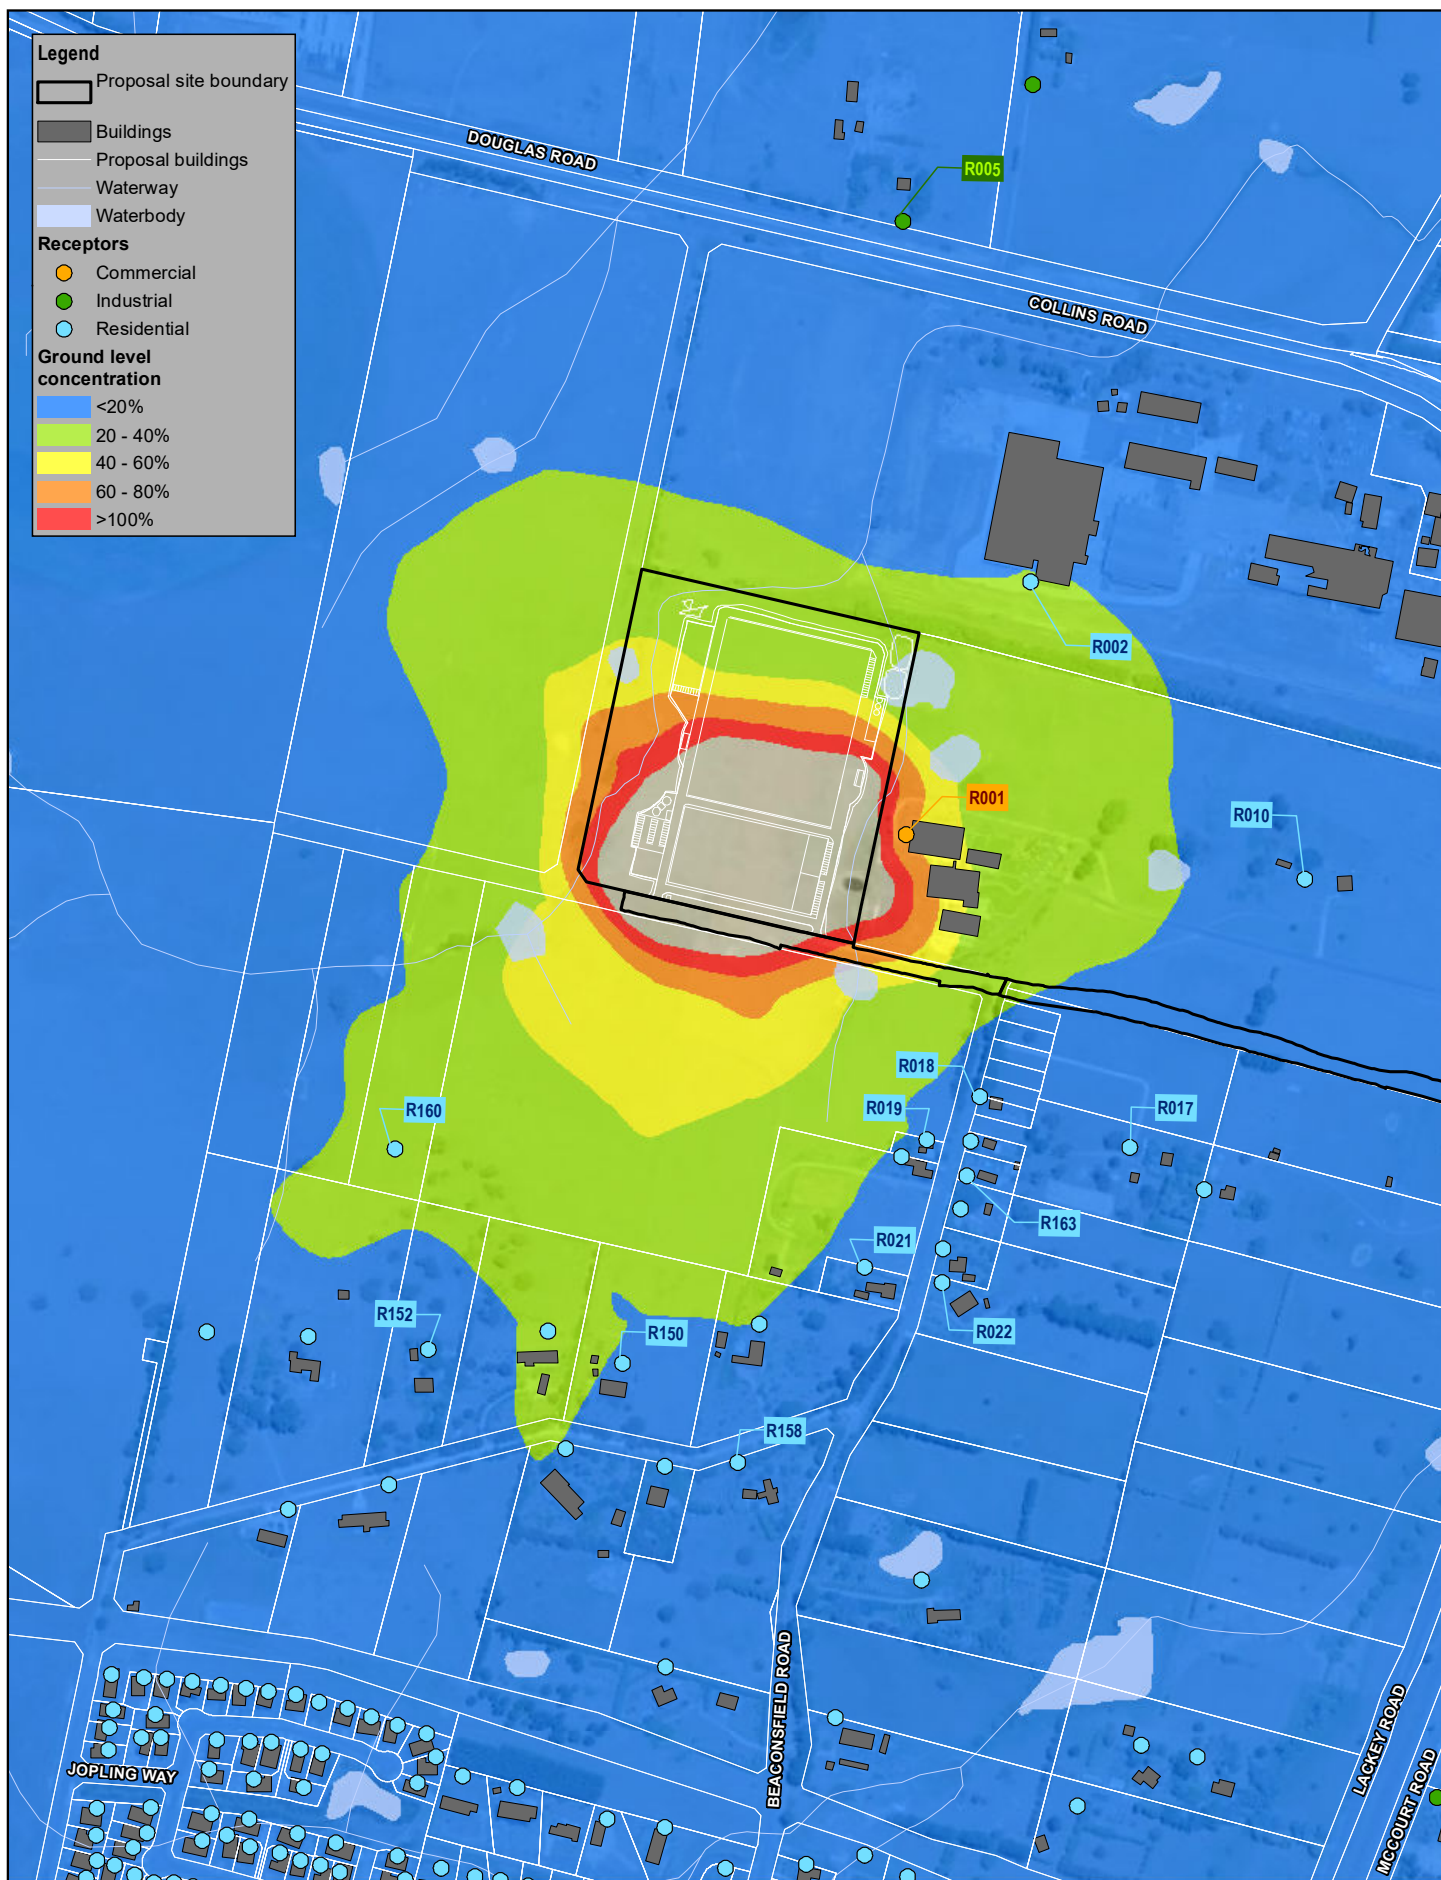 Legend
Proposal site boundary
Buildings
Proposal buildings
Waterway
Waterbody
Receptors
Commercial
Industrial
Residential
Ground level
concentration
<20%
20 - 40%
40 - 60%
60 - 80%
>100%
DOUGLAS ROAD
R005
COLLINS ROAD
R002
R001
R010
R018
R160
R019
R017
R163
R021
R152
R150
R022
R158
BEACONSFIELD ROAD
LACKEY ROAD
JOPLING WAY
MCCOURT ROAD